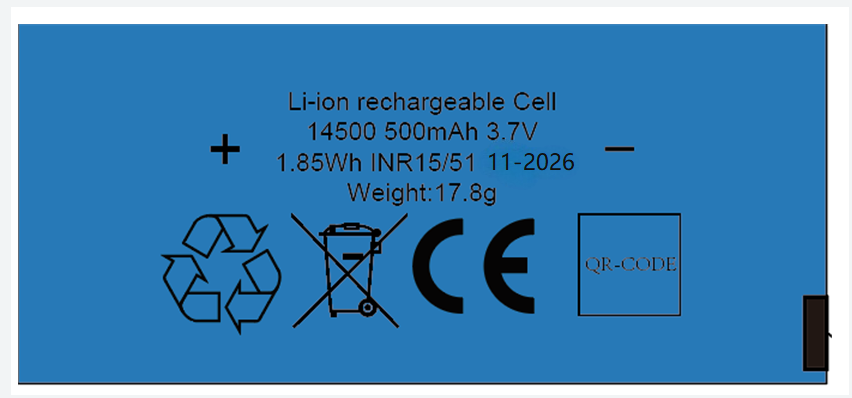 Li-ion rechargeable Cell
14500 500mAh 3.7V
+ 1.85Wh INR15/51 11-2026 −
Weight:17.8g
CE
QR-CODE